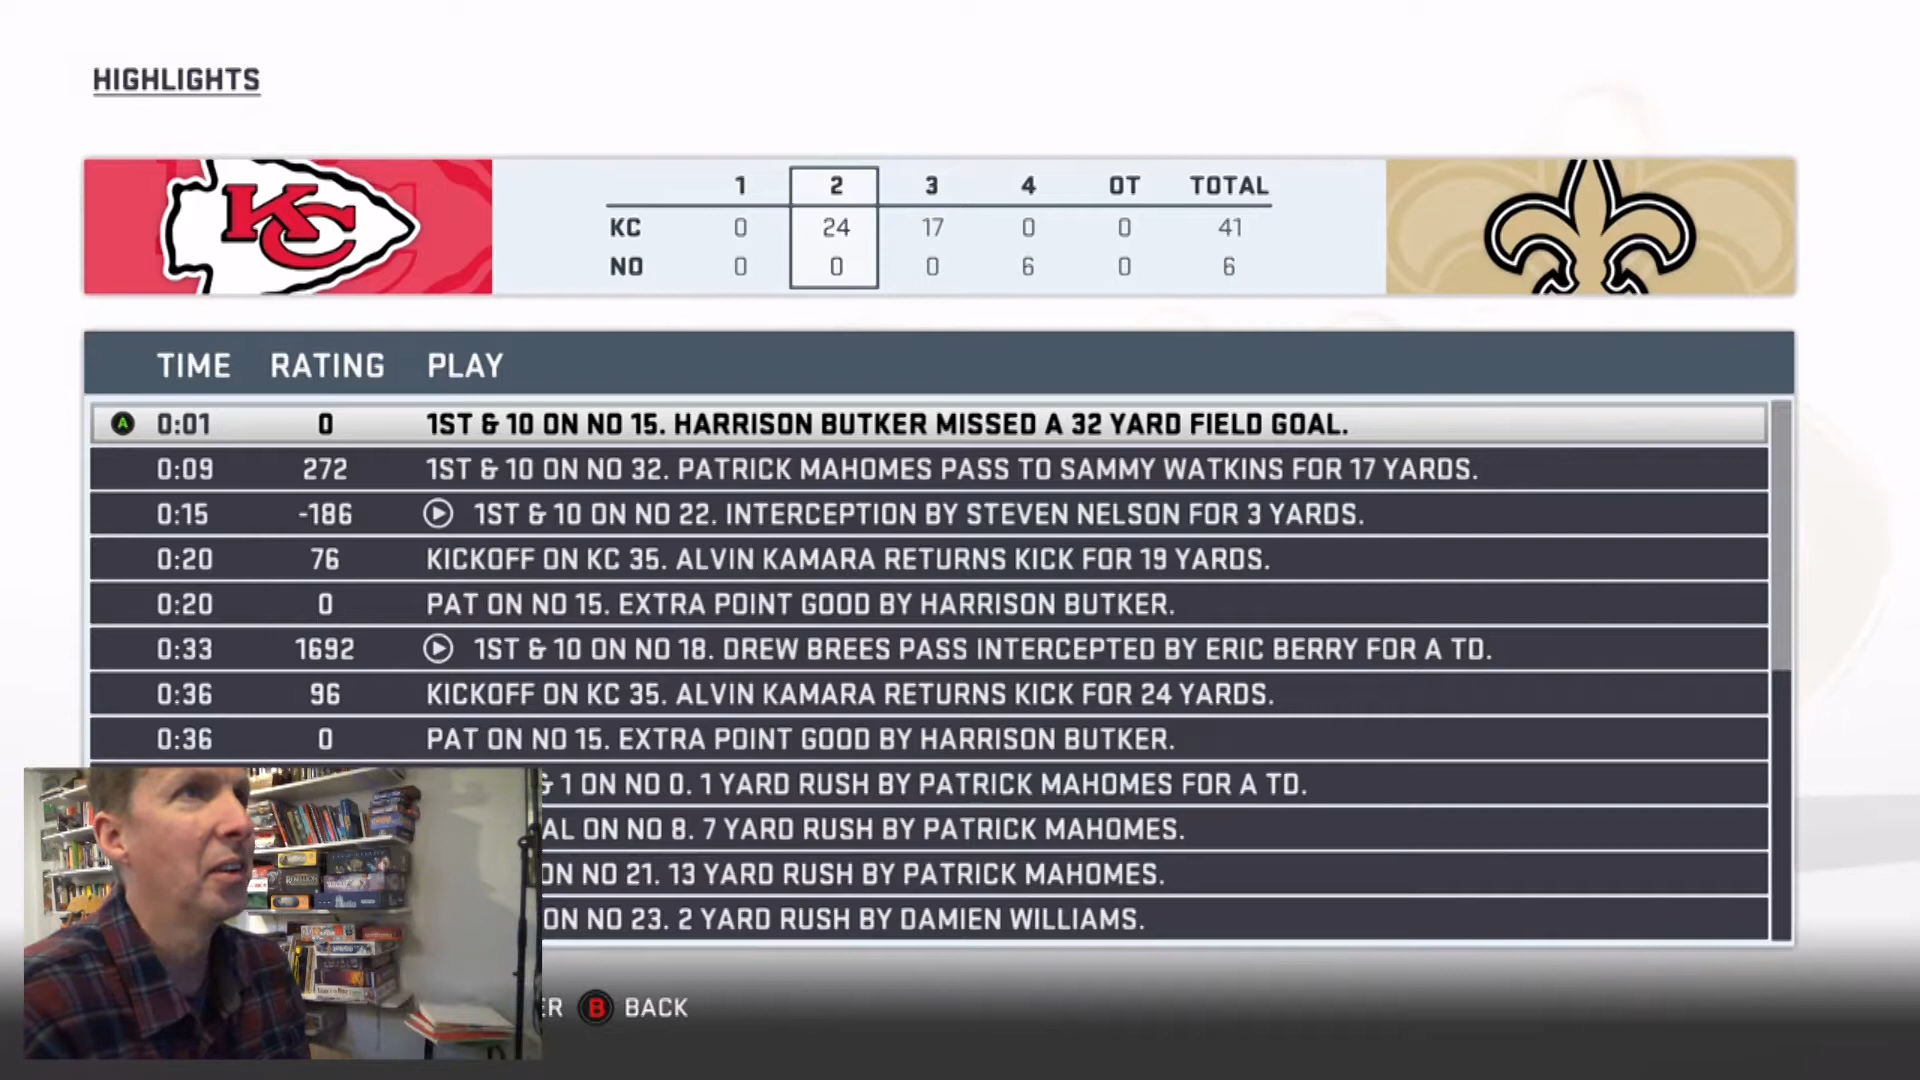 HIGHLIGHTS
KC
1 2 3 4 OT TOTAL
KC 0 24 17 0 0 41
NO 0 0 0 6 0 6
TIME RATING PLAY
A 0:01 0 1ST & 10 ON NO 15. HARRISON BUTKER MISSED A 32 YARD FIELD GOAL.
0:09 272 1ST & 10 ON NO 32. PATRICK MAHOMES PASS TO SAMMY WATKINS FOR 17 YARDS.
0:15 -186 1ST & 10 ON NO 22. INTERCEPTION BY STEVEN NELSON FOR 3 YARDS.
0:20 76 KICKOFF ON KC 35. ALVIN KAMARA RETURNS KICK FOR 19 YARDS.
0:20 0 PAT ON NO 15. EXTRA POINT GOOD BY HARRISON BUTKER.
0:33 1692 1ST & 10 ON NO 18. DREW BREES PASS INTERCEPTED BY ERIC BERRY FOR A TD.
0:36 96 KICKOFF ON KC 35. ALVIN KAMARA RETURNS KICK FOR 24 YARDS.
0:36 0 PAT ON NO 15. EXTRA POINT GOOD BY HARRISON BUTKER.
& 1 ON NO 0. 1 YARD RUSH BY PATRICK MAHOMES FOR A TD.
AL ON NO 8. 7 YARD RUSH BY PATRICK MAHOMES.
ON NO 21. 13 YARD RUSH BY PATRICK MAHOMES.
ON NO 23. 2 YARD RUSH BY DAMIEN WILLIAMS.
ER B BACK